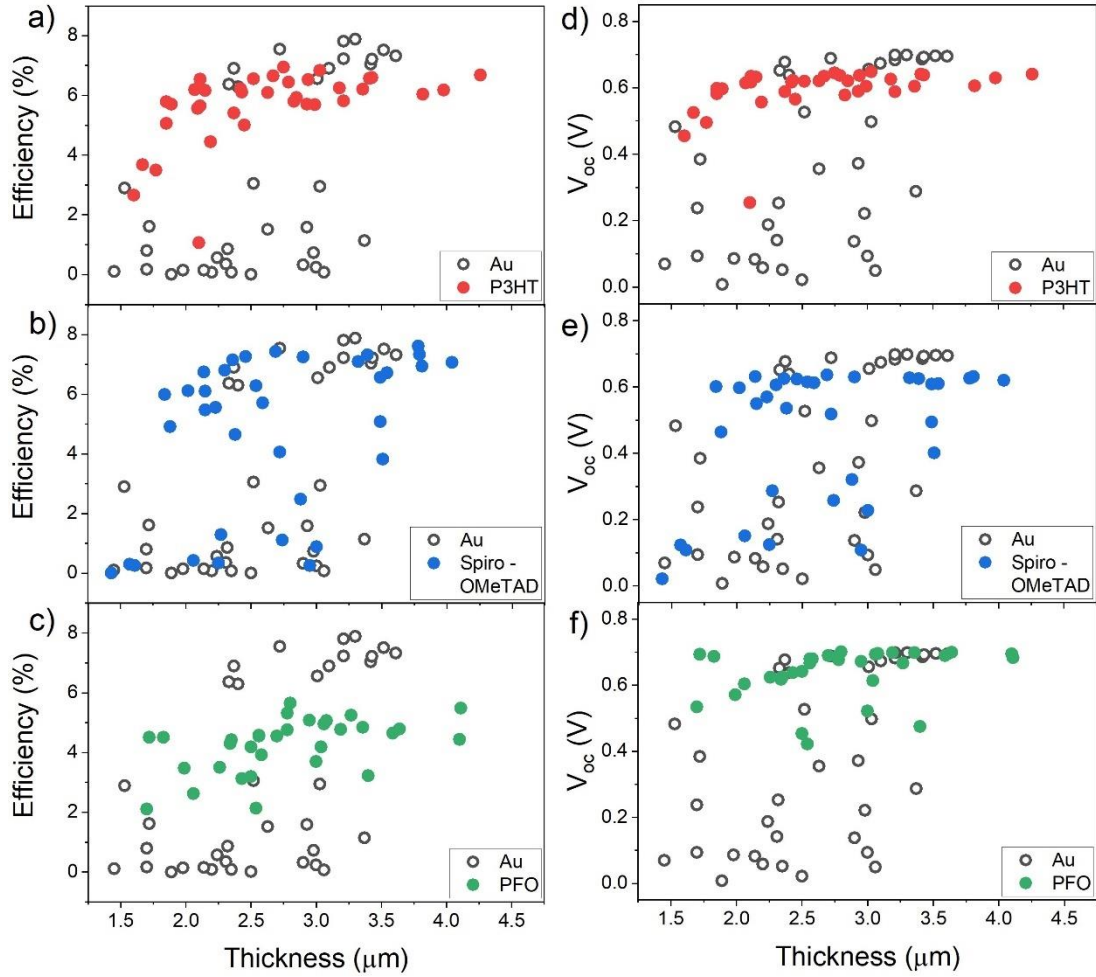 a)
Efficiency (%)
8
6
4
2
0
Au
P3HT
d)
V_oc (V)
0.8
0.6
0.4
0.2
0.0
Au
P3HT
b)
Efficiency (%)
8
6
4
2
0
Au
Spiro -
OMeTAD
e)
V_oc (V)
0.8
0.6
0.4
0.2
0.0
Au
Spiro -
OMeTAD
c)
Efficiency (%)
8
6
4
2
0
Au
PFO
1.5 2.0 2.5 3.0 3.5 4.0 4.5
Thickness (μm)
f)
V_oc (V)
0.8
0.6
0.4
0.2
0.0
Au
PFO
1.5 2.0 2.5 3.0 3.5 4.0 4.5
Thickness (μm)